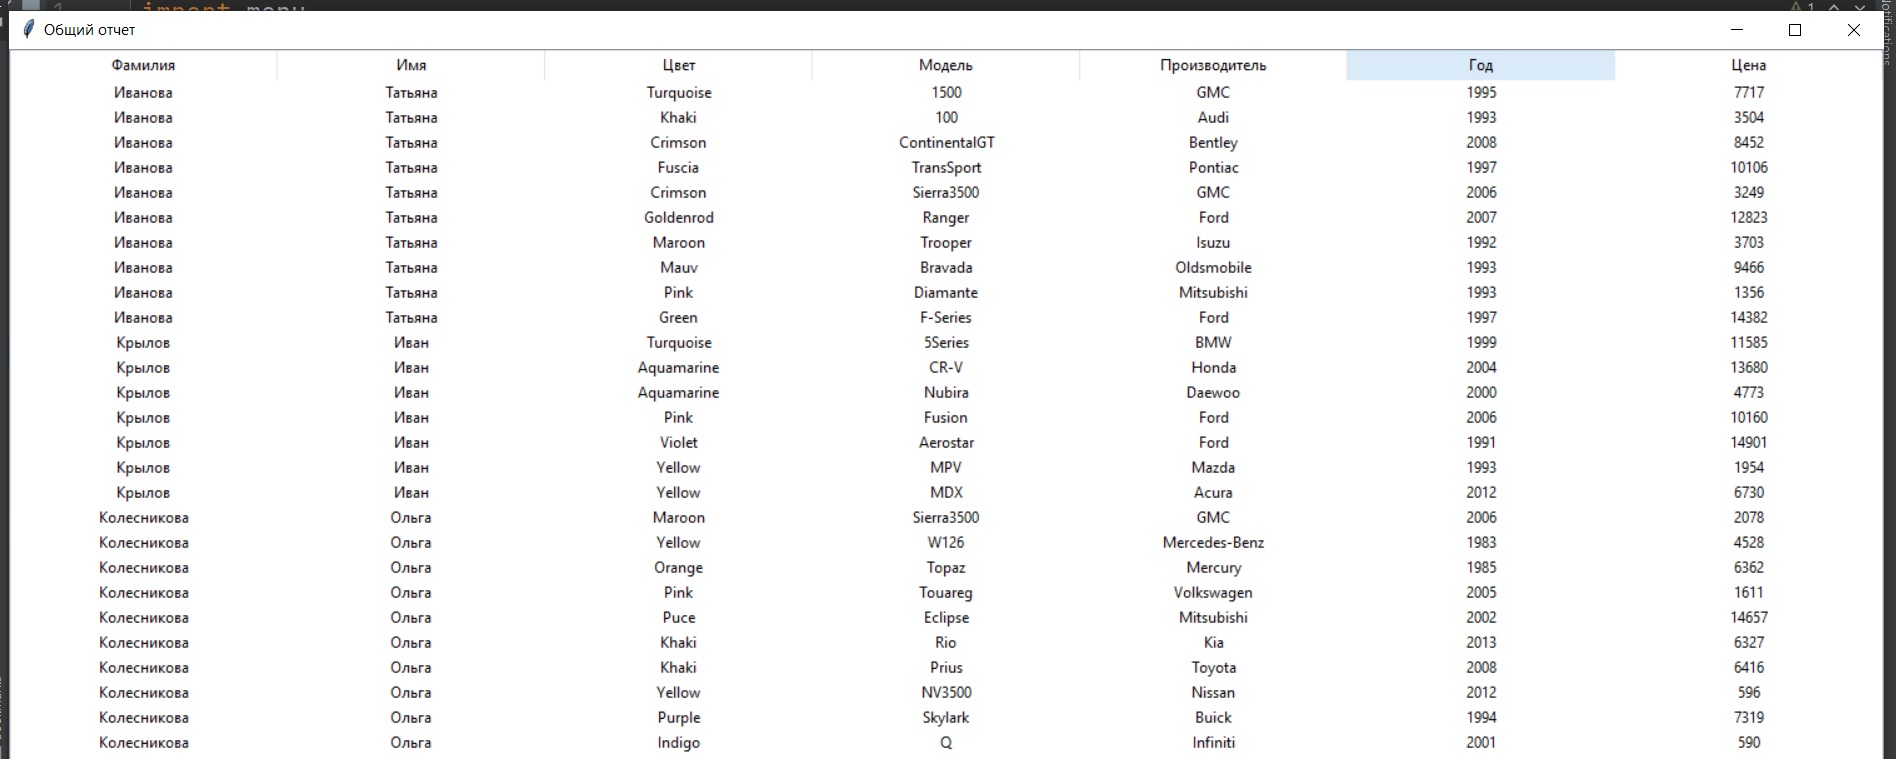 1 import menu 1
Общий отчет
Фамилия Имя Цвет Модель Производитель Год Цена
Иванова Татьяна Turquoise 1500 GMC 1995 7717
Иванова Татьяна Khaki 100 Audi 1993 3504
Иванова Татьяна Crimson ContinentalGT Bentley 2008 8452
Иванова Татьяна Fuscia TransSport Pontiac 1997 10106
Иванова Татьяна Crimson Sierra3500 GMC 2006 3249
Иванова Татьяна Goldenrod Ranger Ford 2007 12823
Иванова Татьяна Maroon Trooper Isuzu 1992 3703
Иванова Татьяна Mauv Bravada Oldsmobile 1993 9466
Иванова Татьяна Pink Diamante Mitsubishi 1993 1356
Иванова Татьяна Green F-Series Ford 1997 14382
Крылов Иван Turquoise 5Series BMW 1999 11585
Крылов Иван Aquamarine CR-V Honda 2004 13680
Крылов Иван Aquamarine Nubira Daewoo 2000 4773
Крылов Иван Pink Fusion Ford 2006 10160
Крылов Иван Violet Aerostar Ford 1991 14901
Крылов Иван Yellow MPV Mazda 1993 1954
Крылов Иван Yellow MDX Acura 2012 6730
Колесникова Ольга Maroon Sierra3500 GMC 2006 2078
Колесникова Ольга Yellow W126 Mercedes-Benz 1983 4528
Колесникова Ольга Orange Topaz Mercury 1985 6362
Колесникова Ольга Pink Touareg Volkswagen 2005 1611
Колесникова Ольга Puce Eclipse Mitsubishi 2002 14657
Колесникова Ольга Khaki Rio Kia 2013 6327
Колесникова Ольга Khaki Prius Toyota 2008 6416
Колесникова Ольга Yellow NV3500 Nissan 2012 596
Колесникова Ольга Purple Skylark Buick 1994 7319
Колесникова Ольга Indigo Q Infiniti 2001 590